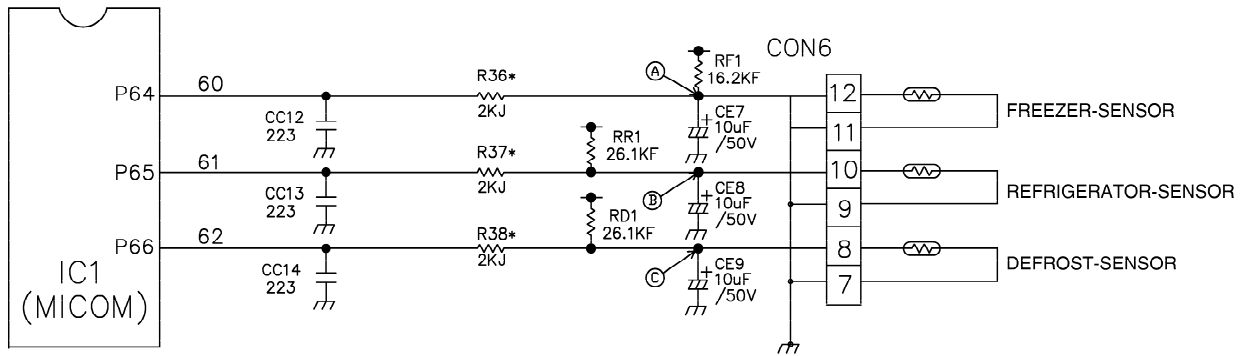 CON6
RF1
16.2KF
A
P64
60
R36*
2KJ
12
CC12
223
CE7
10uF
/50V
11
FREEZER-SENSOR
RR1
26.1KF
P65
61
R37*
2KJ
10
CC13
223
B
CE8
10uF
/50V
9
REFRIGERATOR-SENSOR
RD1
26.1KF
P66
62
R38*
2KJ
8
CC14
223
C
CE9
10uF
/50V
7
DEFROST-SENSOR
IC1
(MICOM)